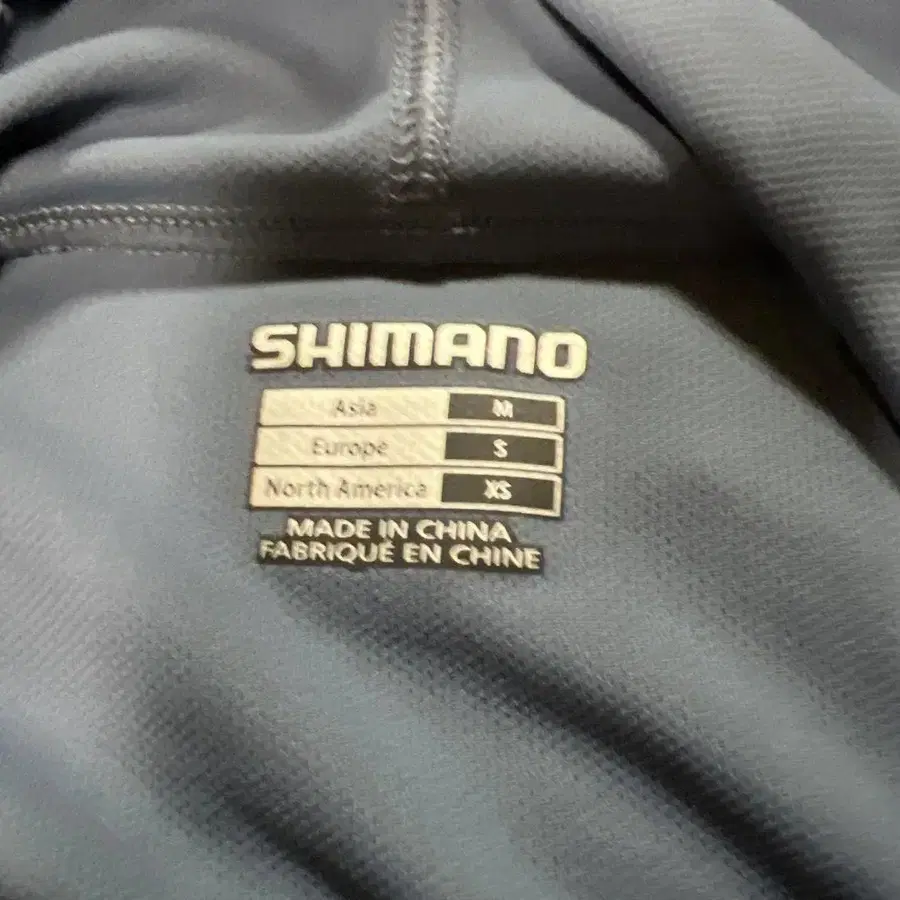 SHIMANO
Asia M
Europe S
North America XS
MADE IN CHINA
FABRIQUÉ EN CHINE